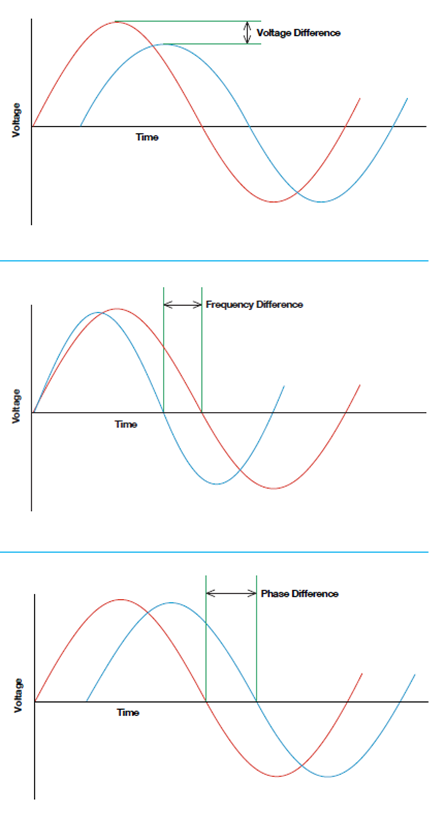 Voltage Difference
Voltage
Time
Frequency Difference
Voltage
Time
Phase Difference
Voltage
Time